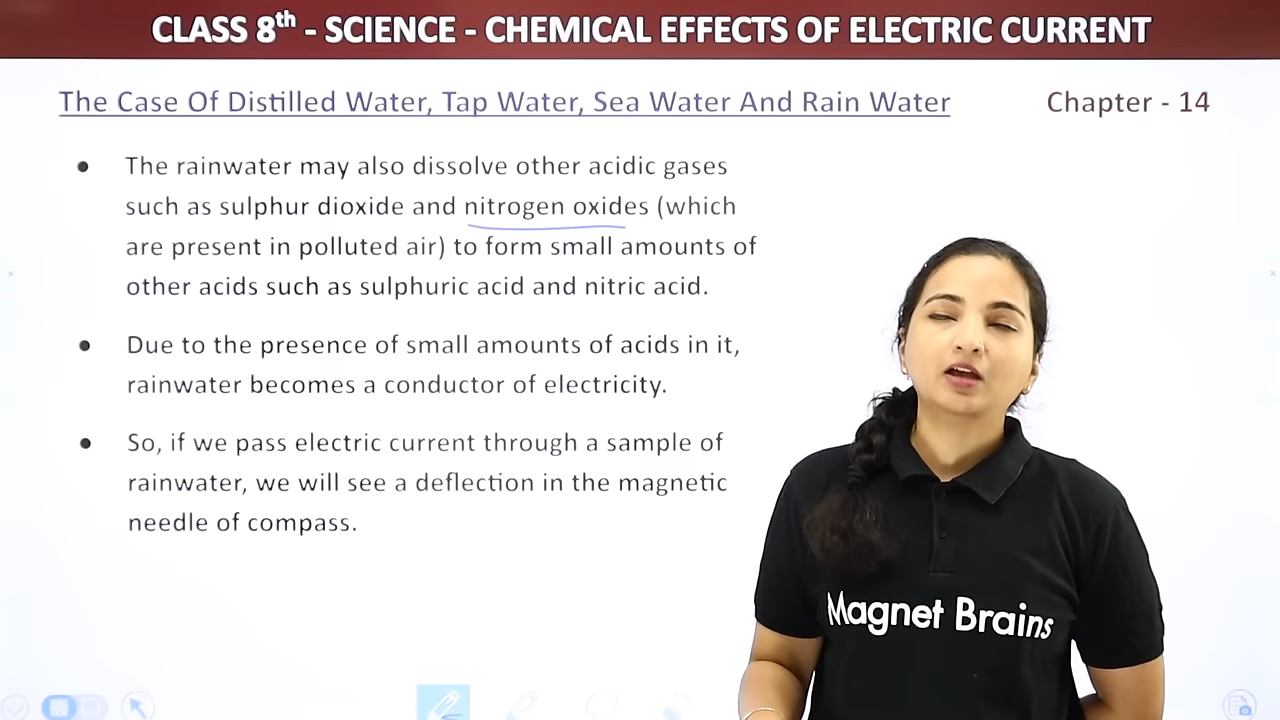 CLASS 8th - SCIENCE - CHEMICAL EFFECTS OF ELECTRIC CURRENT
The Case Of Distilled Water, Tap Water, Sea Water And Rain Water
Chapter - 14
• The rainwater may also dissolve other acidic gases
such as sulphur dioxide and nitrogen oxides (which
are present in polluted air) to form small amounts of
other acids such as sulphuric acid and nitric acid.
• Due to the presence of small amounts of acids in it,
rainwater becomes a conductor of electricity.
• So, if we pass electric current through a sample of
rainwater, we will see a deflection in the magnetic
needle of compass.
Magnet Brains